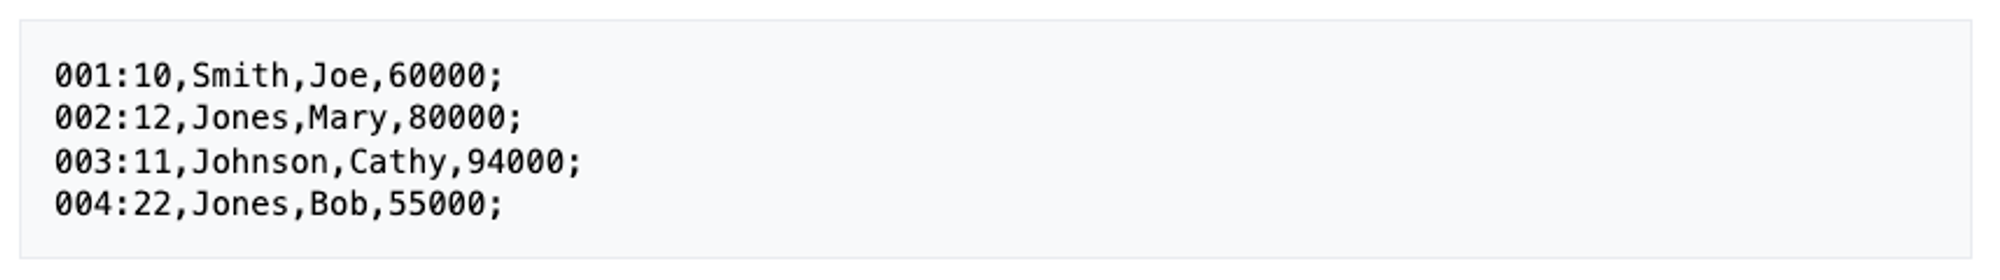 001:10,Smith,Joe,60000;
002:12,Jones,Mary,80000;
003:11,Johnson,Cathy,94000;
004:22,Jones,Bob,55000;